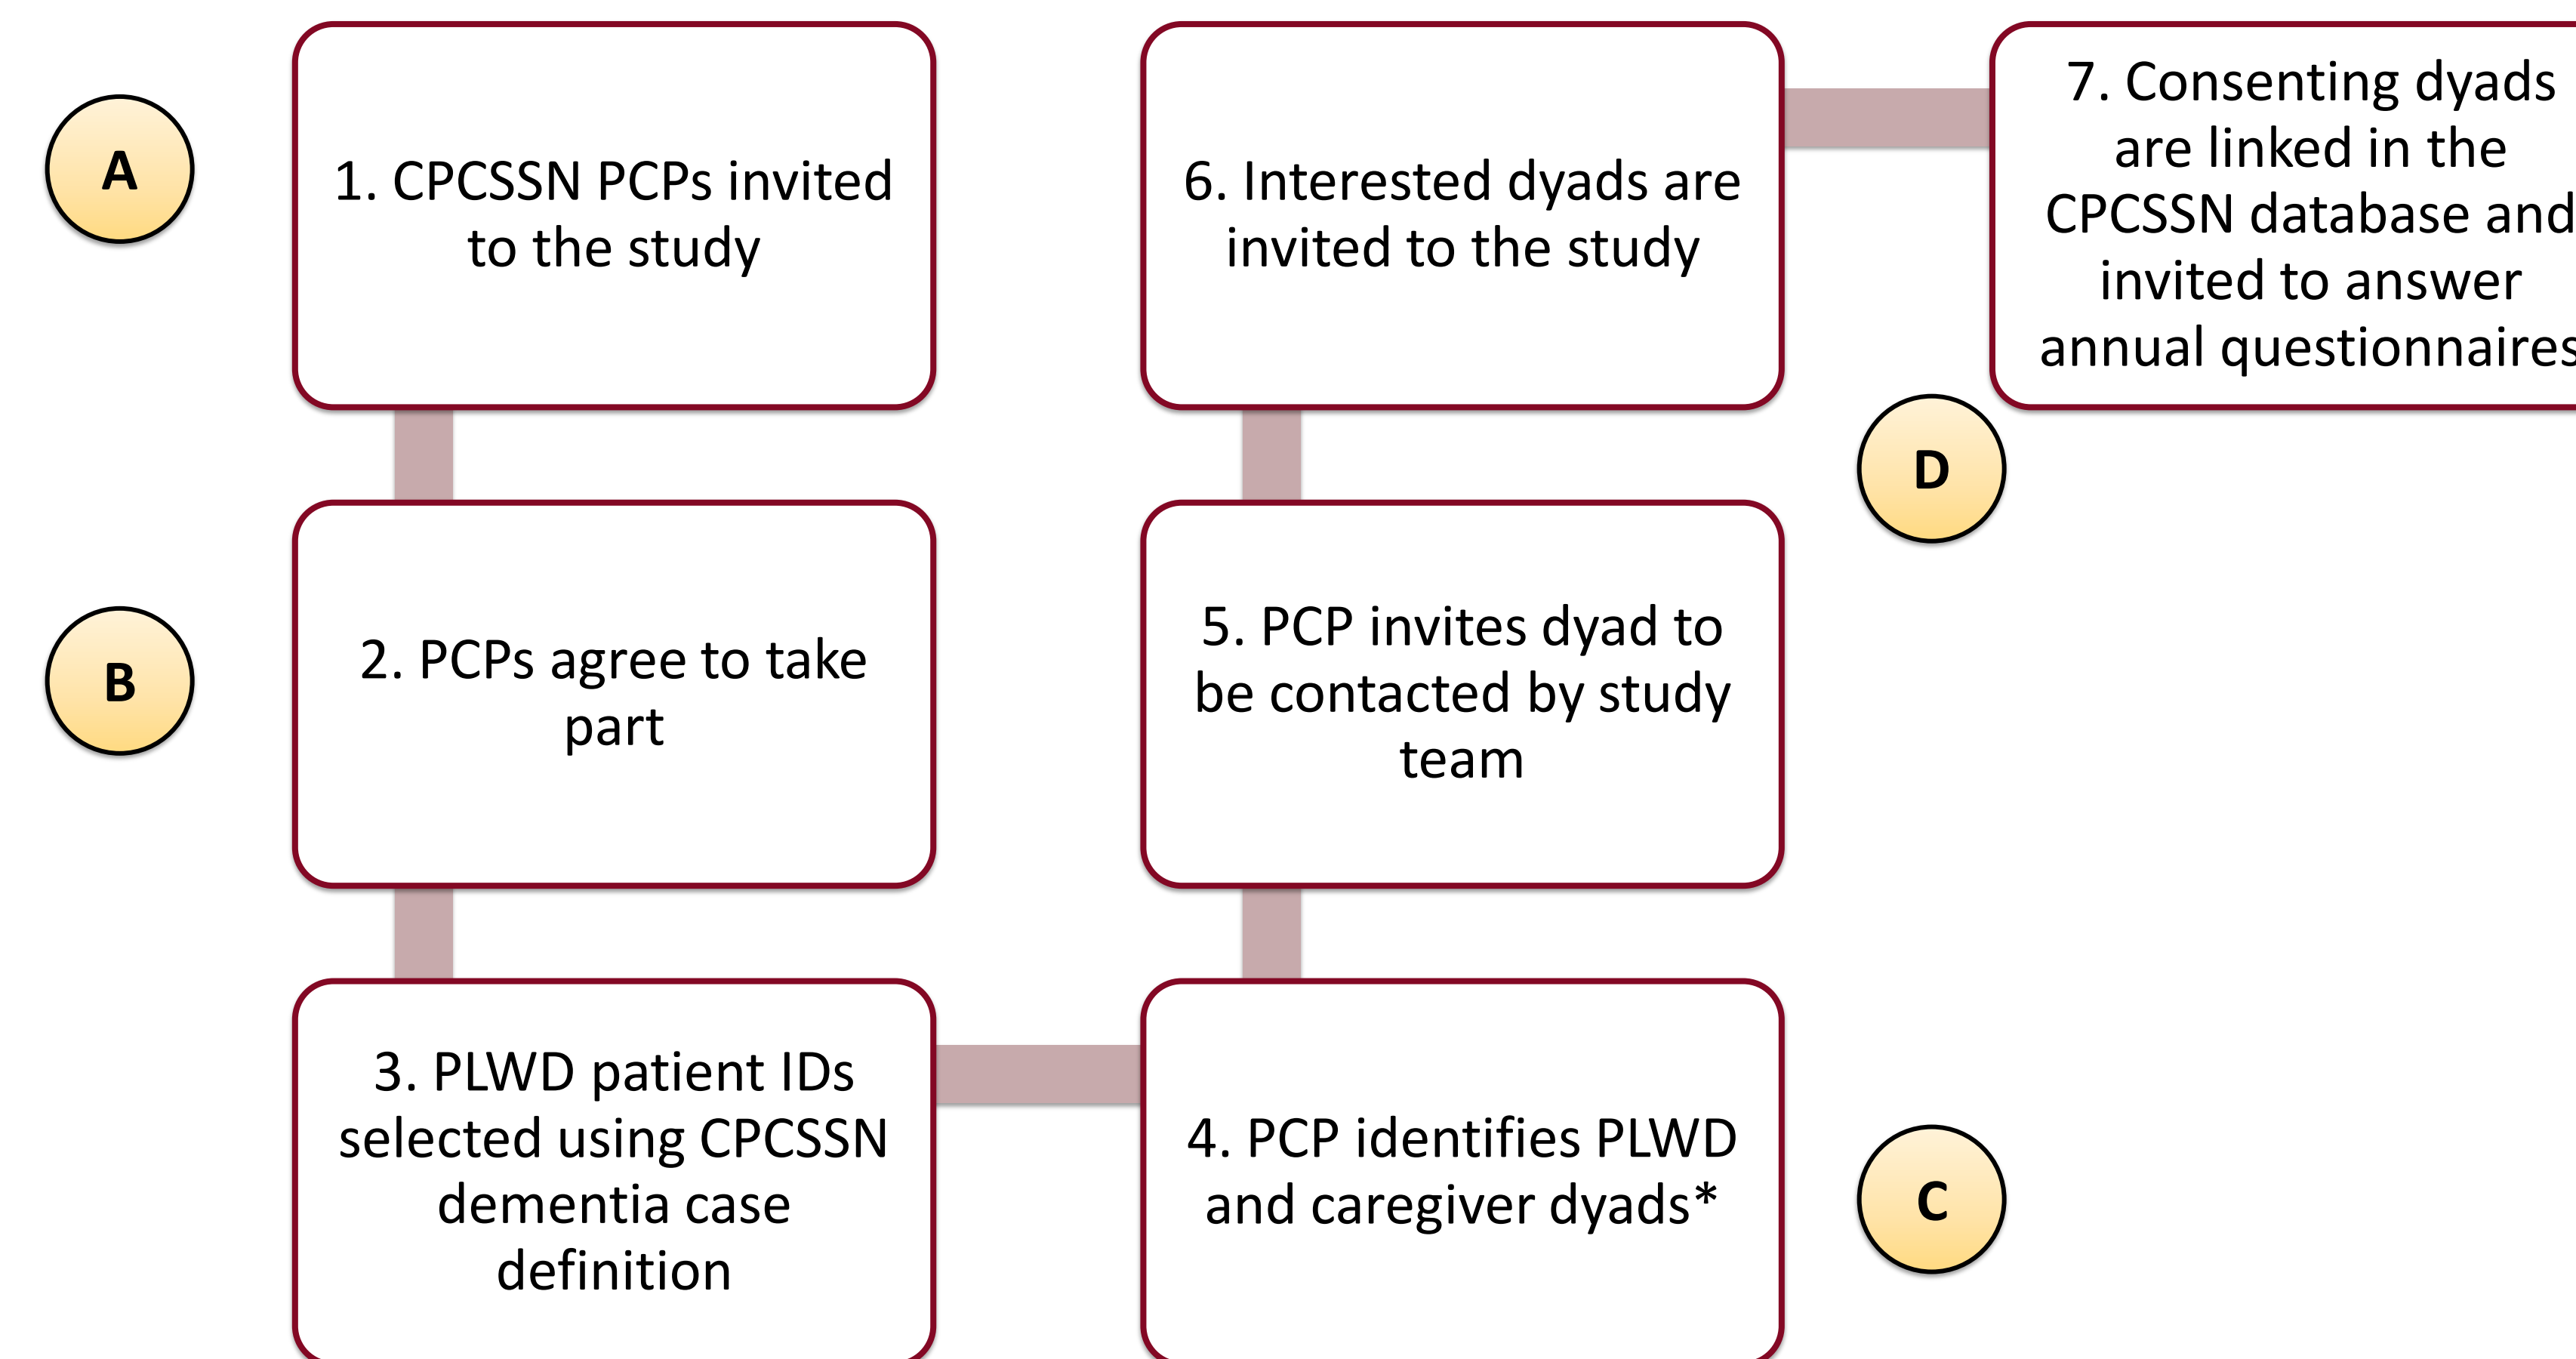 A
1. CPCSSN PCPs invited
to the study
B
2. PCPs agree to take
part
3. PLWD patient IDs
selected using CPCSSN
dementia case
definition
C
4. PCP identifies PLWD
and caregiver dyads*
5. PCP invites dyad to
be contacted by study
team
6. Interested dyads are
invited to the study
D
7. Consenting dyads
are linked in the
CPCSSN database and
invited to answer
annual questionnaires